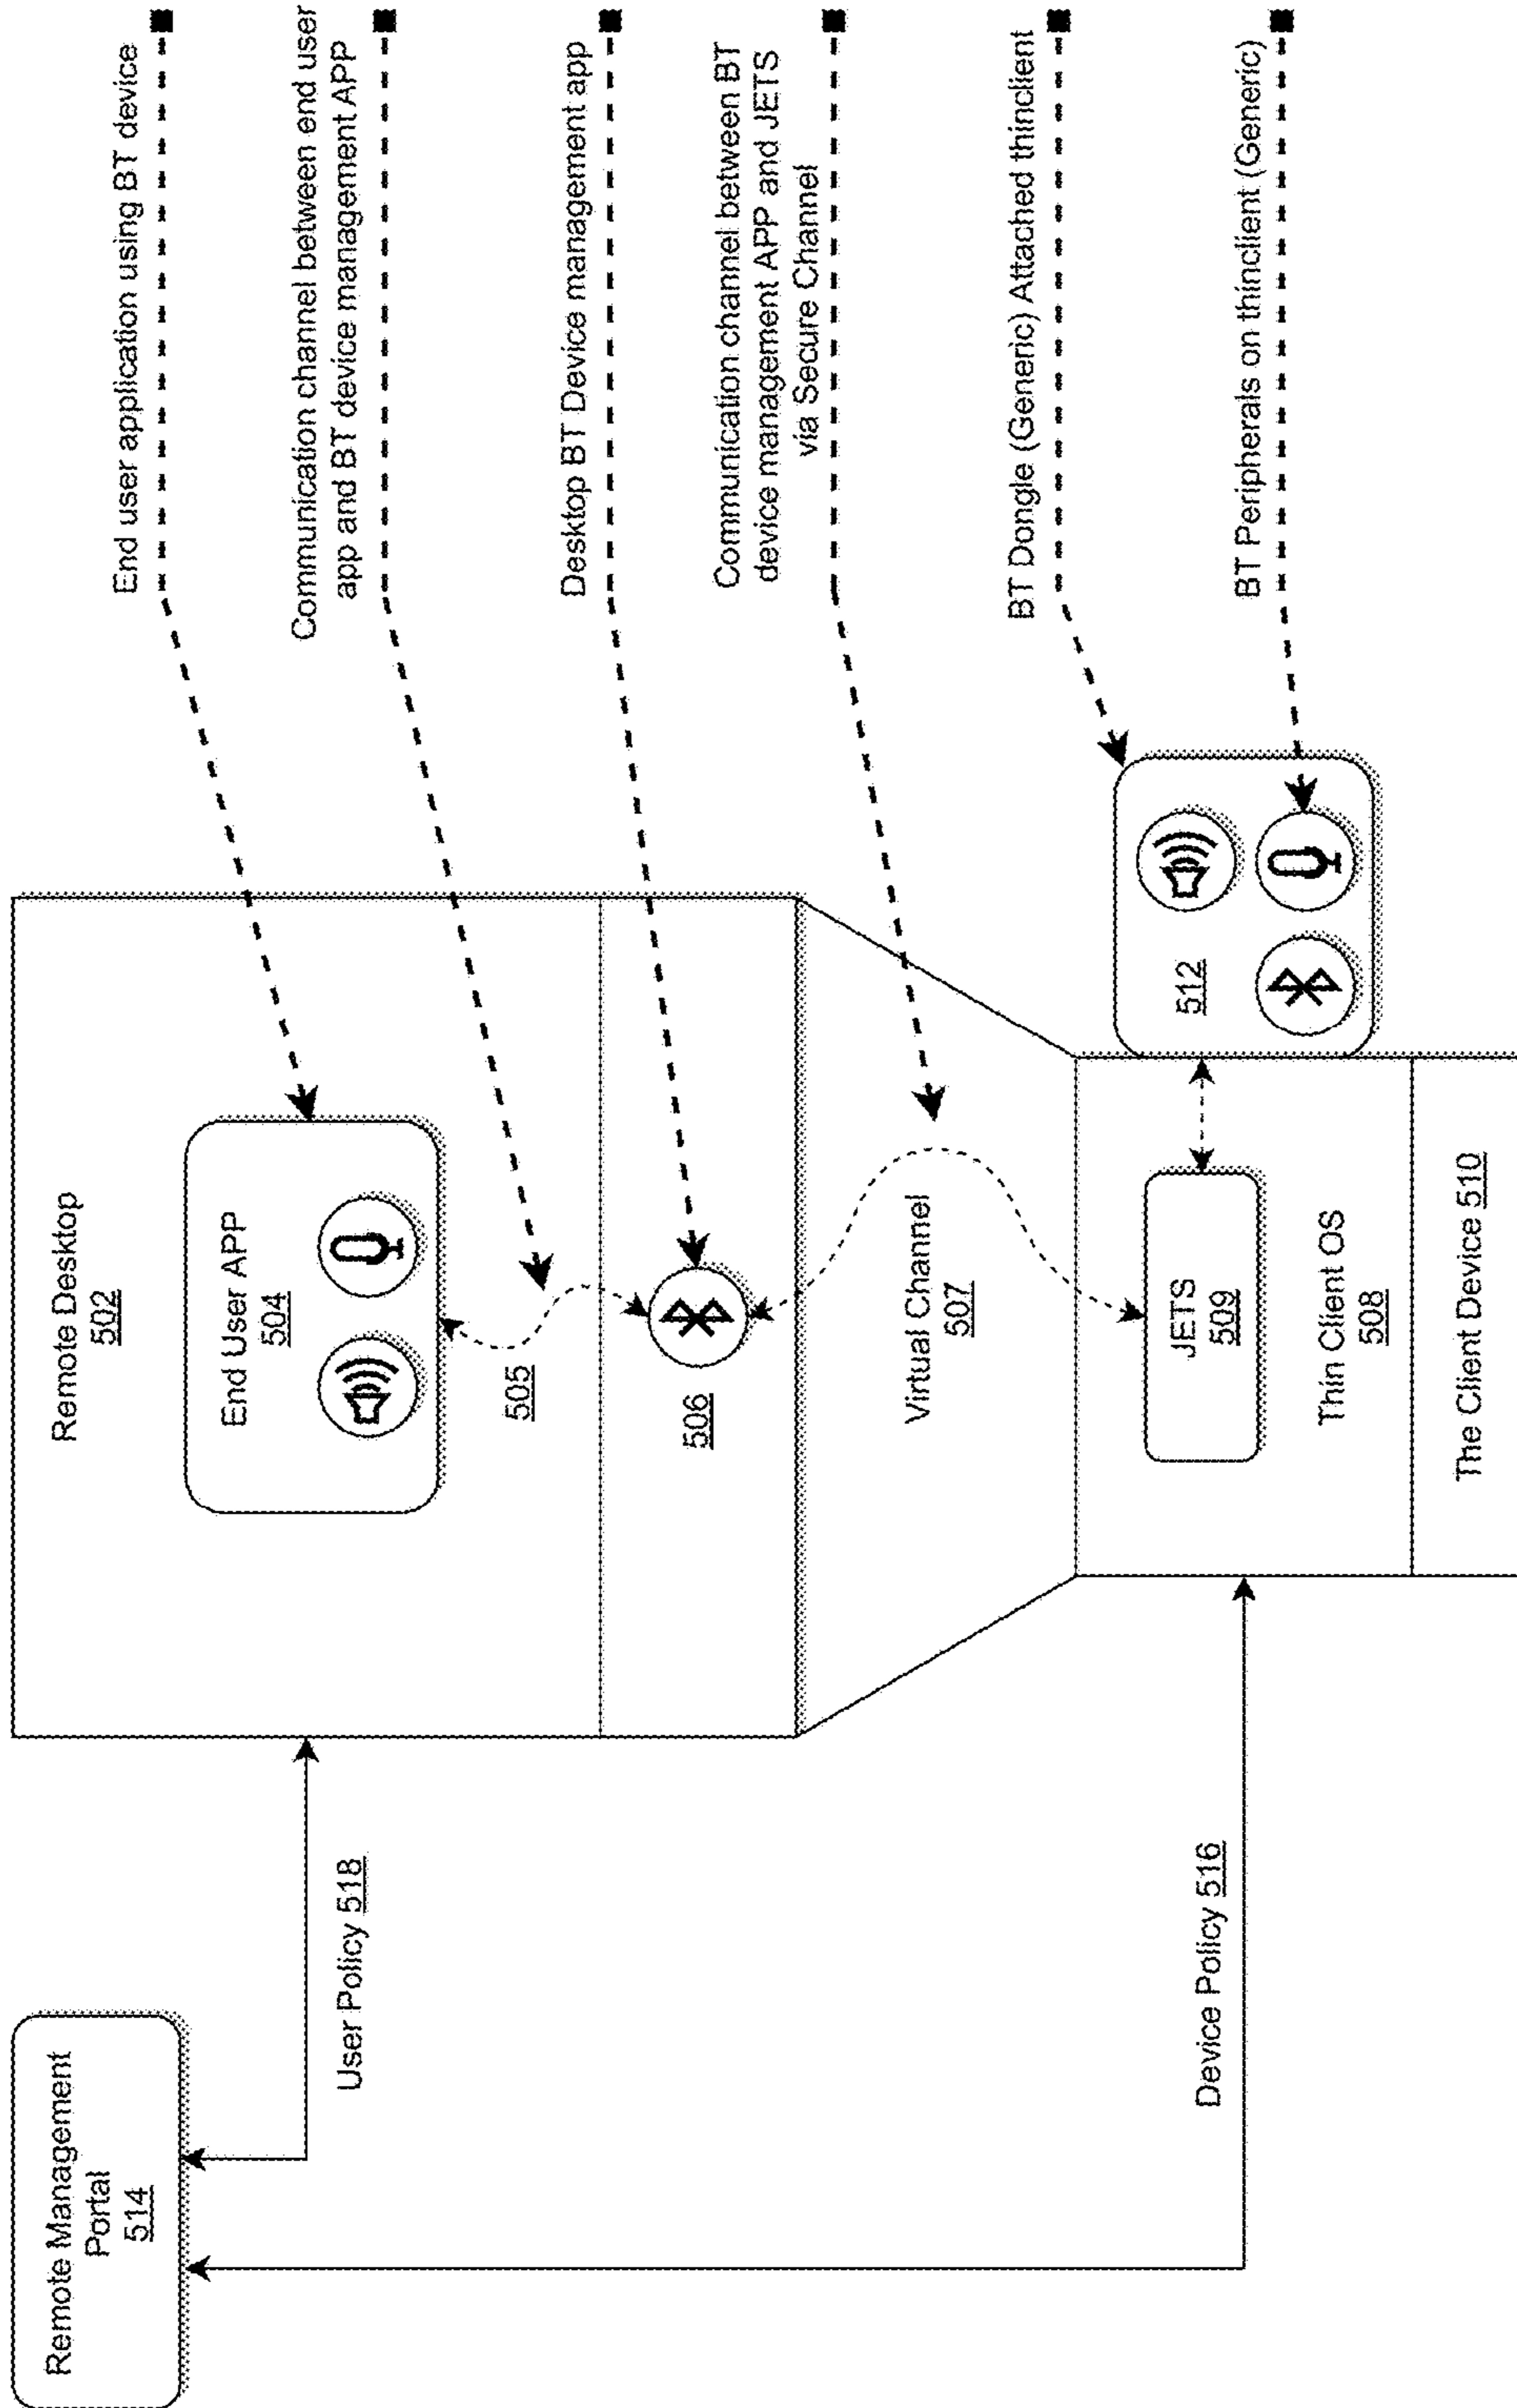 Remote Management
Portal
514
User Policy 518
Device Policy 516
Remote Desktop
502
End User APP
504
505
506
Virtual Channel
507
JETS
509
Thin Client OS
508
The Client Device 510
512
End user application using BT device
Communication channel between end user
app and BT device management APP
Desktop BT Device management app
Communication channel between BT
device management APP and JETS
via Secure Channel
BT Dongle (Generic) Attached thinclient
BT Peripherals on thinclient (Generic)